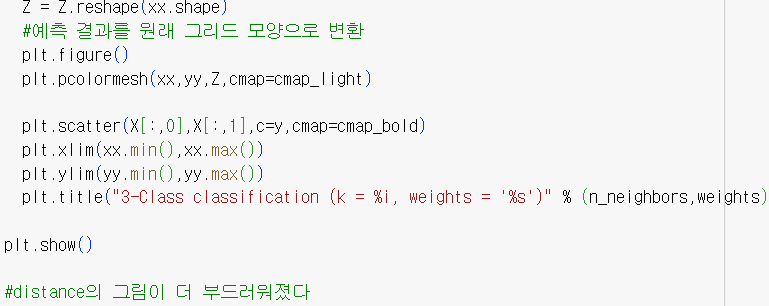 Z = Z.reshape(xx.shape)
#예측 결과를 원래 그리드 모양으로 변환
plt.figure()
plt.pcolormesh(xx,yy,Z,cmap=cmap_light)
plt.scatter(X[:,0],X[:,1],c=y,cmap=cmap_bold)
plt.xlim(xx.min(),xx.max())
plt.ylim(yy.min(),yy.max())
plt.title("3-Class classification (k = %i, weights = '%s')" % (n_neighbors,weights)
plt.show()
#distance의 그림이 더 부드러워졌다